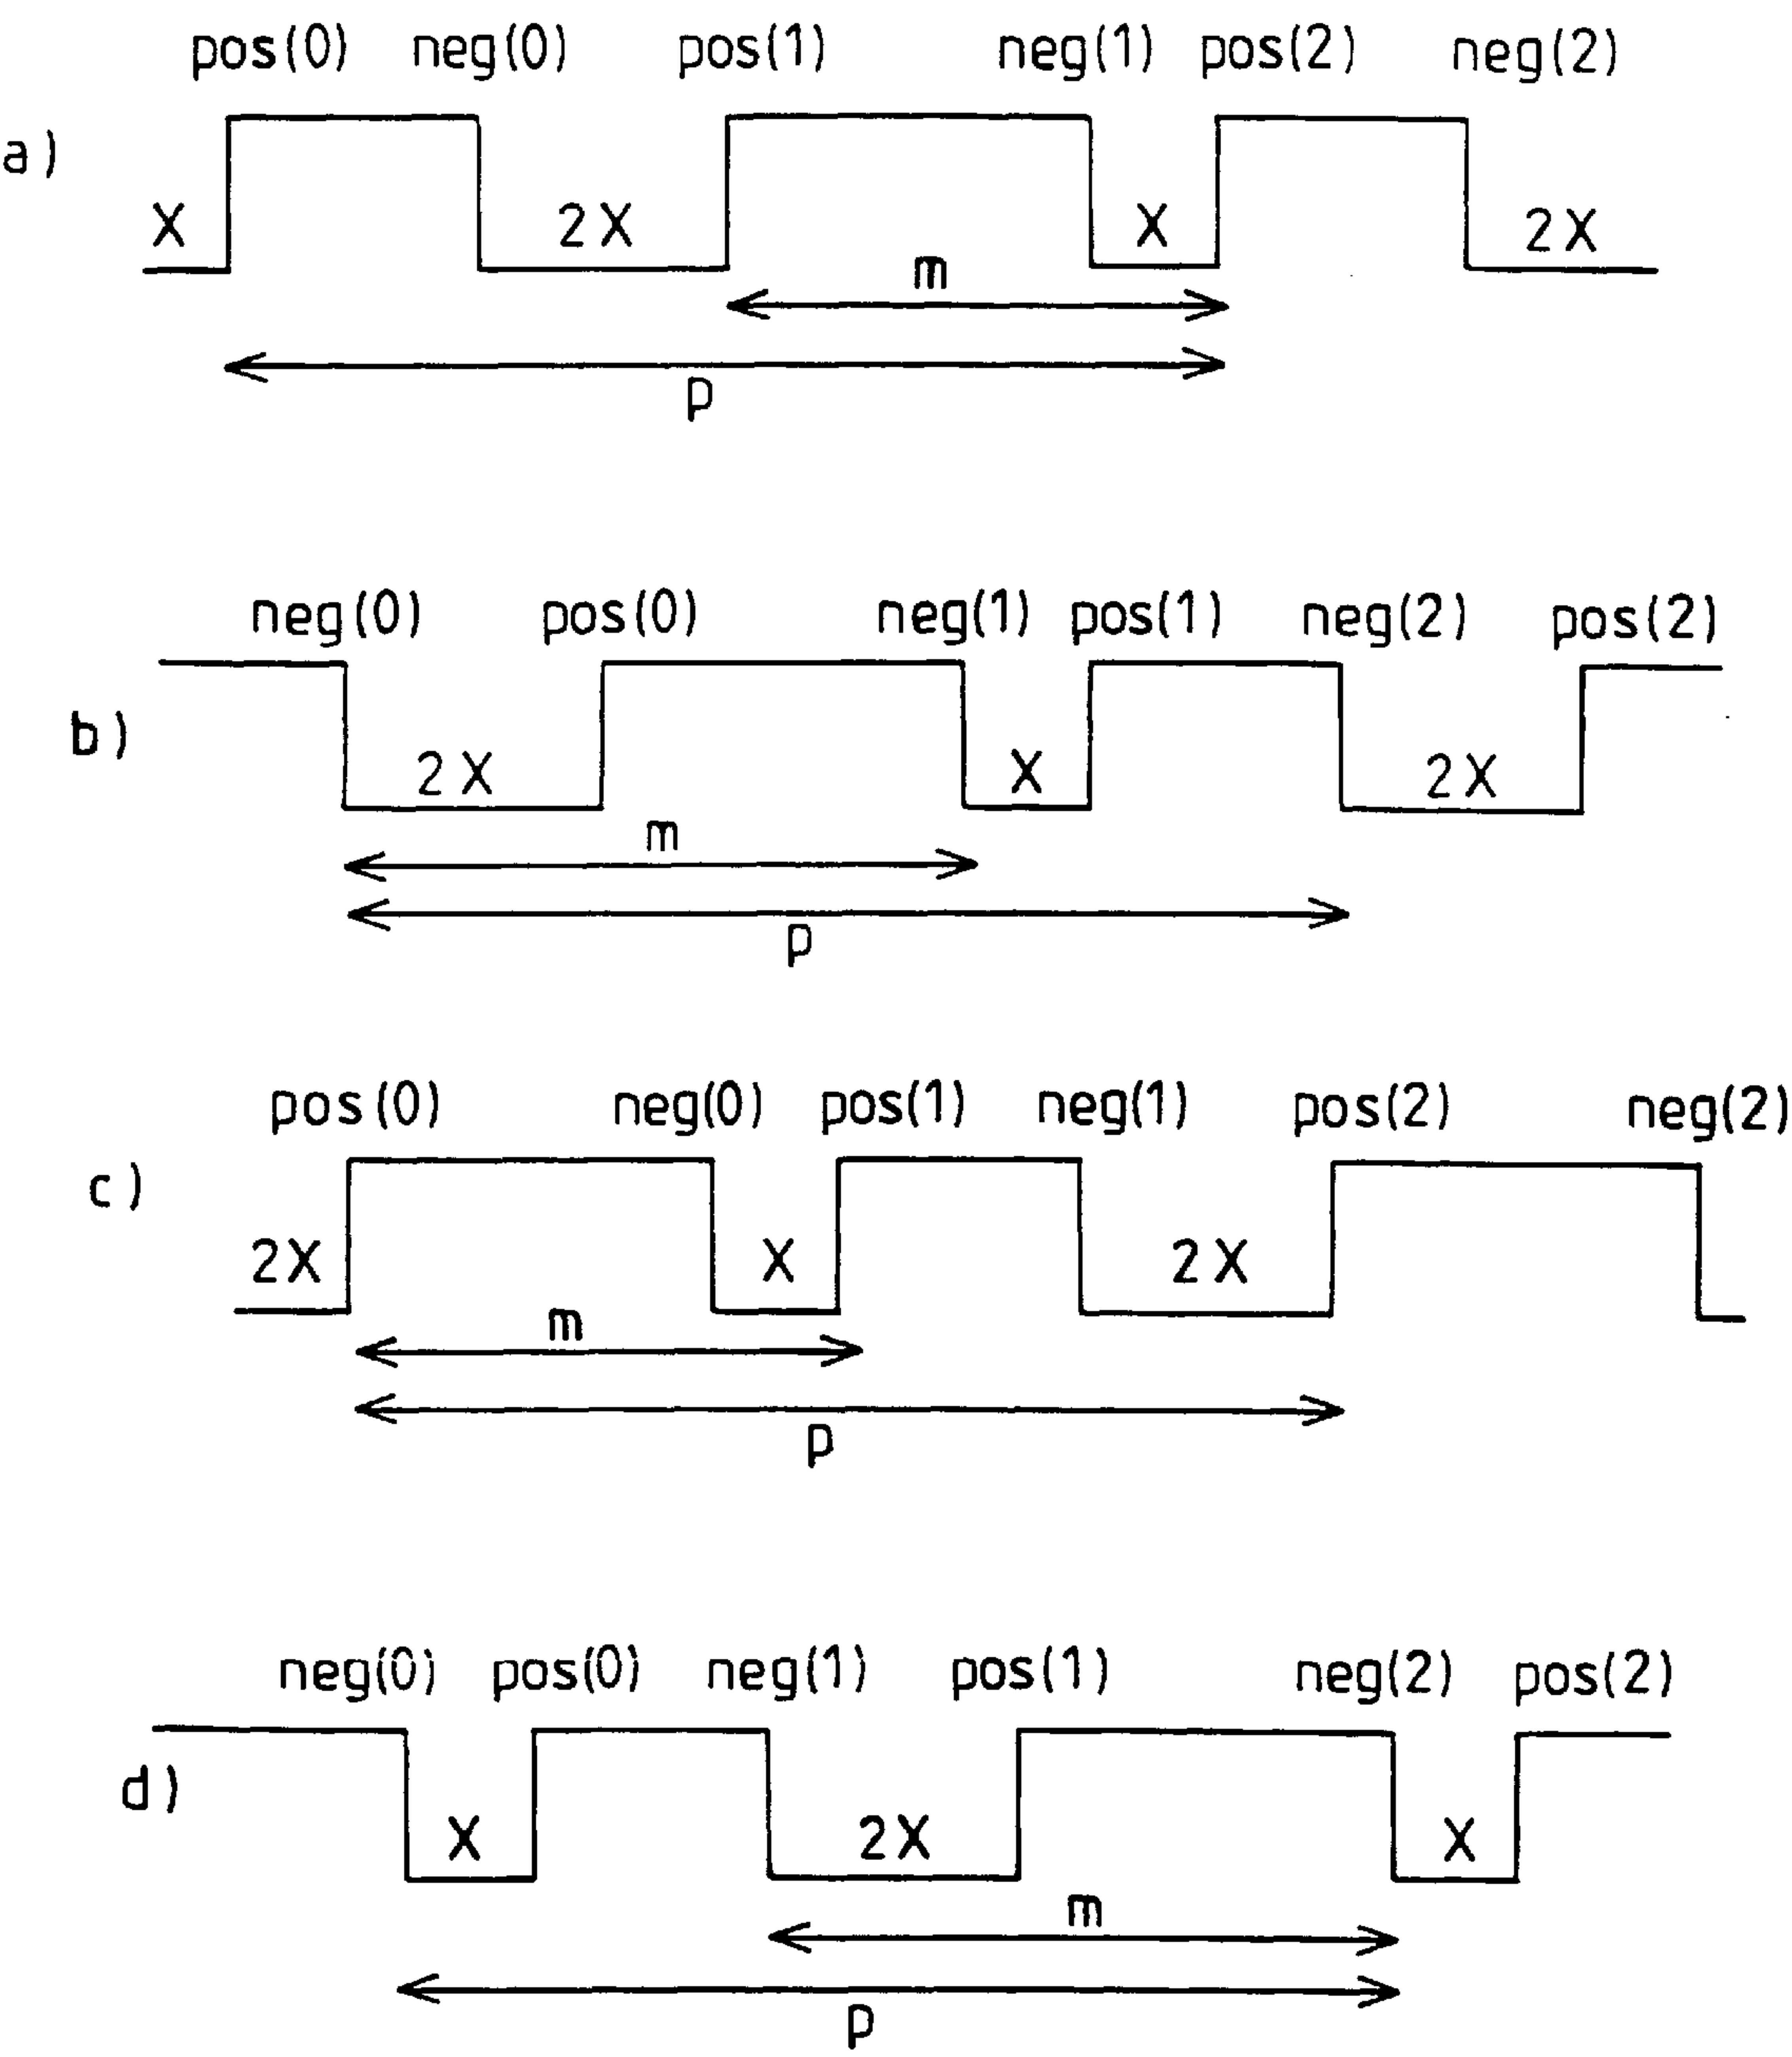 pos(0) neg(0) pos(1) neg(1) pos(2) neg(2)
a)
X 2X X 2X
m
p
neg(0) pos(0) neg(1) pos(1) neg(2) pos(2)
b)
2X X 2X
m
p
pos(0) neg(0) pos(1) neg(1) pos(2) neg(2)
c)
2X X 2X
m
p
neg(0) pos(0) neg(1) pos(1) neg(2) pos(2)
d)
X 2X X
m
p